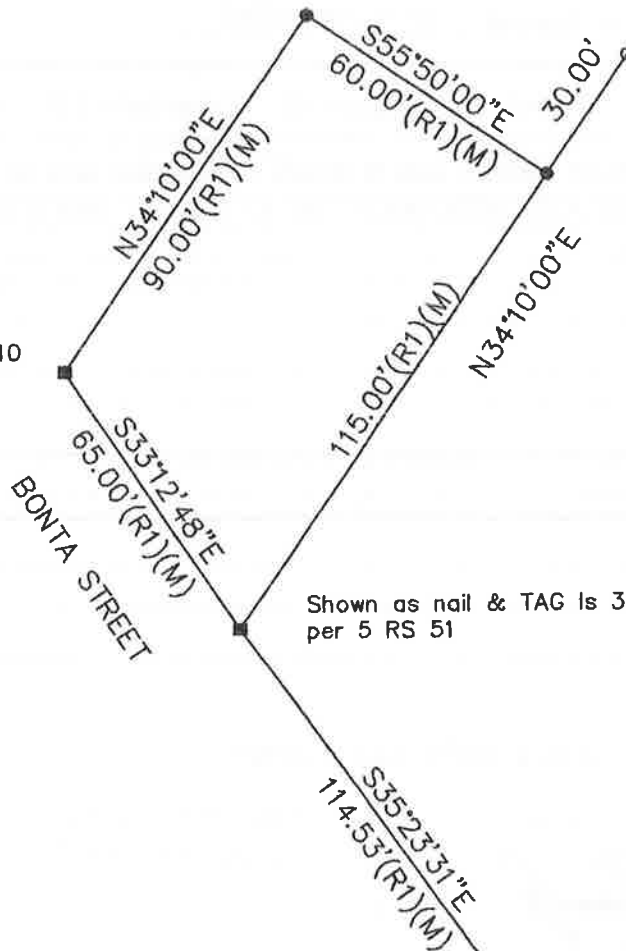 S55°50'00"E
60.00'(R1)(M)
30.00'
N34°10'00"E
90.00'(R1)(M)
N34°10'00"E
115.00'(R1)(M)
S33°12'48"E
65.00'(R1)(M)
BONTA STREET
Shown as nail & TAG ls 3
per 5 RS 51
S35°23'31"E
114.53'(R1)(M)